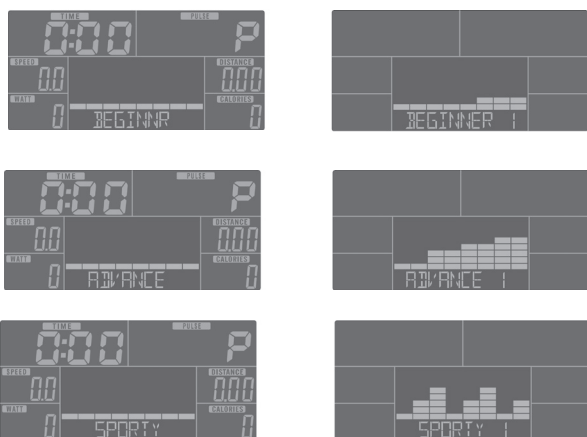 TIME PULSE
0:00 P
SPEED DISTANCE
0.0 0.00
WATT CALORIES
0 BEGINNR 0
BEGINNER 1
TIME PULSE
0:00 P
SPEED DISTANCE
0.0 0.00
WATT CALORIES
0 ADVANCE 0
ADVANCE 1
TIME PULSE
0:00 P
SPEED DISTANCE
0.0 0.00
WATT CALORIES
0 SPORTY 0
SPORTY 1